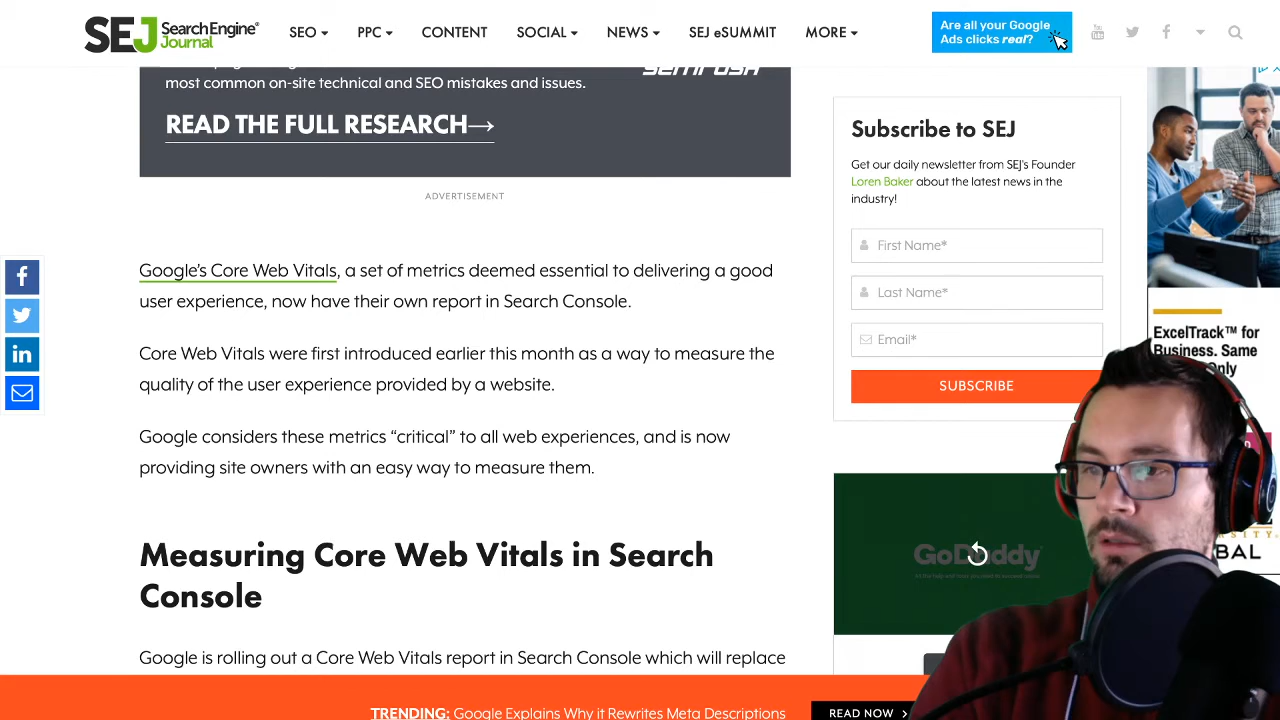 SEJ Search Engine Journal
SEO
PPC
CONTENT
SOCIAL
NEWS
SEJ eSUMMIT
MORE
Are all your Google
Ads clicks real?
most common on-site technical and SEO mistakes and issues.
READ THE FULL RESEARCH→
ADVERTISEMENT
Google's Core Web Vitals, a set of metrics deemed essential to delivering a good
user experience, now have their own report in Search Console.
Core Web Vitals were first introduced earlier this month as a way to measure the
quality of the user experience provided by a website.
Google considers these metrics “critical” to all web experiences, and is now
providing site owners with an easy way to measure them.
Measuring Core Web Vitals in Search
Console
Google is rolling out a Core Web Vitals report in Search Console which will replace
Subscribe to SEJ
Get our daily newsletter from SEJ's Founder
Loren Baker about the latest news in the
industry!
First Name*
Last Name*
Email*
SUBSCRIBE
GoDaddy
ExcelTrack™ for
Business. Same
Only
TRENDING: Google Explains Why it Rewrites Meta Descriptions
READ NOW >